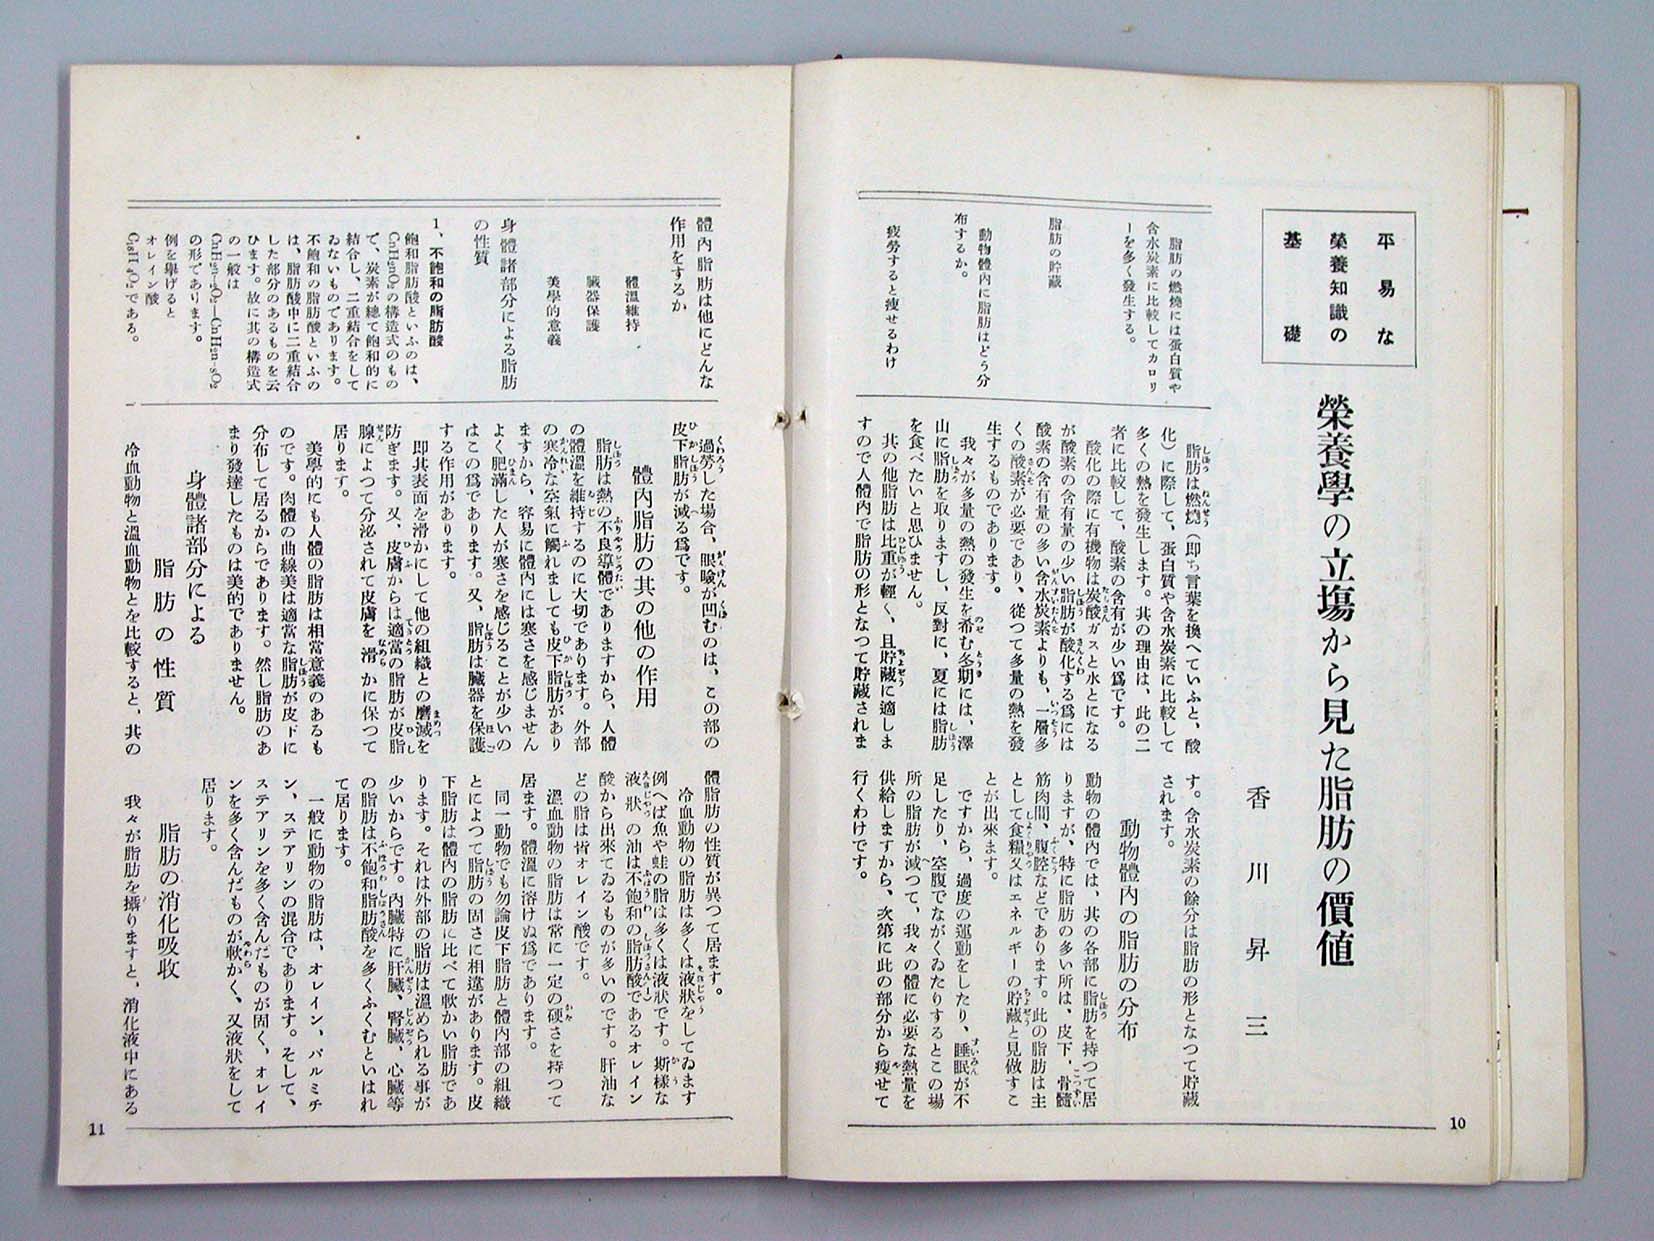 平易な
榮養知識の
基礎
榮養學の立塲から見た脂肪の價値
香川昇三
脂肪の燃燒には蛋白質や
含水炭素に比較してカロリ
ーを多く發生する。
脂肪の貯藏
動物體內に脂肪はどう分
布するか。
疲勞すると瘦せるわけ
脂肪は燃燒(卽ち言葉を換へていふと、酸
化)に際して、蛋白質や含水炭素に比較して
多くの熱を發生します。其の理由は、此の二
者に比較して、酸素の含有が少い爲です。
酸化の際に有機物は炭酸ガスと水とになる
が酸素の含有量の少い脂肪が酸化する爲には
酸素の含有量の多い含水炭素よりも、一層多
くの酸素が必要であり、從つて多量の熱を發
生するものであります。
我々が多量の熱の發生を希む冬期には、澤
山に脂肪を取りますし、反對に、夏には脂肪
を食べたいと思ひません。
其の他脂肪は比重が輕く、且貯藏に適しま
すので人體內で脂肪の形となつて貯藏されま
す。含水炭素の餘分は脂肪の形となつて貯藏
されます。
動物體內の脂肪の分布
動物の體內では、其の各部に脂肪を持つて居
りますが、特に脂肪の多い所は、皮下、骨髓
筋肉間、腹腔などであります。此の脂肪は主
として食糧又はエネルギーの貯藏と見做すこ
とが出來ます。
ですから、過度の運動をしたり、睡眠が不
足したり、空腹でながくゐたりするとこの場
所の脂肪が減つて、我々の體に必要な熱量を
供給しますから、次第に此の部分から瘦せて
行くわけです。
10
體內脂肪は他にどんな
作用をするか
體溫維持
臟器保護
美學的意義
身體諸部分による脂肪
の性質
1、不飽和の脂肪酸
飽和脂肪酸といふのは、
CnH2nO2の構造式のもの
で、炭素が總て飽和的に
結合し、二重結合をして
ゐないものであります。
不飽和の脂肪酸といふの
は、脂肪酸中に二重結合
した部分のあるものを云
ひます。故に其の構造式
の一般は
の形であります。
例を擧げると
オレイン酸
である。
過勞した場合、眼瞼が凹むのは、この部の
皮下脂肪が減る爲です。
體內脂肪の其の他の作用
脂肪は熱の不良導體でありますから、人體
の體溫を維持するのに大切であります。外部
の寒冷な空氣に觸れましても皮下脂肪があり
ますから、容易に體內には寒さを感じません
よく肥滿した人が寒さを感じることが少いの
はこの爲であります。又、脂肪は臟器を保護
する作用があります。
卽其表面を滑かにして他の組織との磨滅を
防ぎます。又、皮膚からは適當の脂肪が皮脂
腺によつて分泌されて皮膚を滑かに保つて
居ります。
美學的にも人體の脂肪は相當意義のあるも
のです。肉體の曲線美は適當な脂肪が皮下に
分布して居るからであります。然し脂肪のあ
まり發達したものは美的でありません。
身體諸部分による
脂肪の性質
冷血動物と溫血動物とを比較すると、其の
體脂肪の性質が異つて居ます。
冷血動物の脂肪は多くは液狀をしてゐます
例へば魚や蛙の脂は多くは液狀です。斯樣な
液狀の油は不飽和の脂肪酸であるオレイン
酸から出來てゐるものが多いのです。肝油な
どの脂は皆オレイン酸です。
溫血動物の脂肪は常に一定の硬さを持つて
居ます。體溫に溶けぬ爲であります。
同一動物でも勿論皮下脂肪と體內部の組織
とによつて脂肪の固さに相違があります。皮
下脂肪は體內の脂肪に比べて軟かい脂肪であ
ります。それは外部の脂肪は溫められる事が
少いからです。內臟特に肝臟、腎臟、心臟等
の脂肪は不飽和脂肪酸を多くふくむといはれ
て居ります。
一般に動物の脂肪は、オレイン、パルミチ
ン、ステアリンの混合であります。そして、
ステアリンを多く含んだものが固く、オレイ
ンを多く含んだものが軟かく、又液狀をして
居ります。
脂肪の消化吸收
我々が脂肪を攝りますと、消化液中にある
11